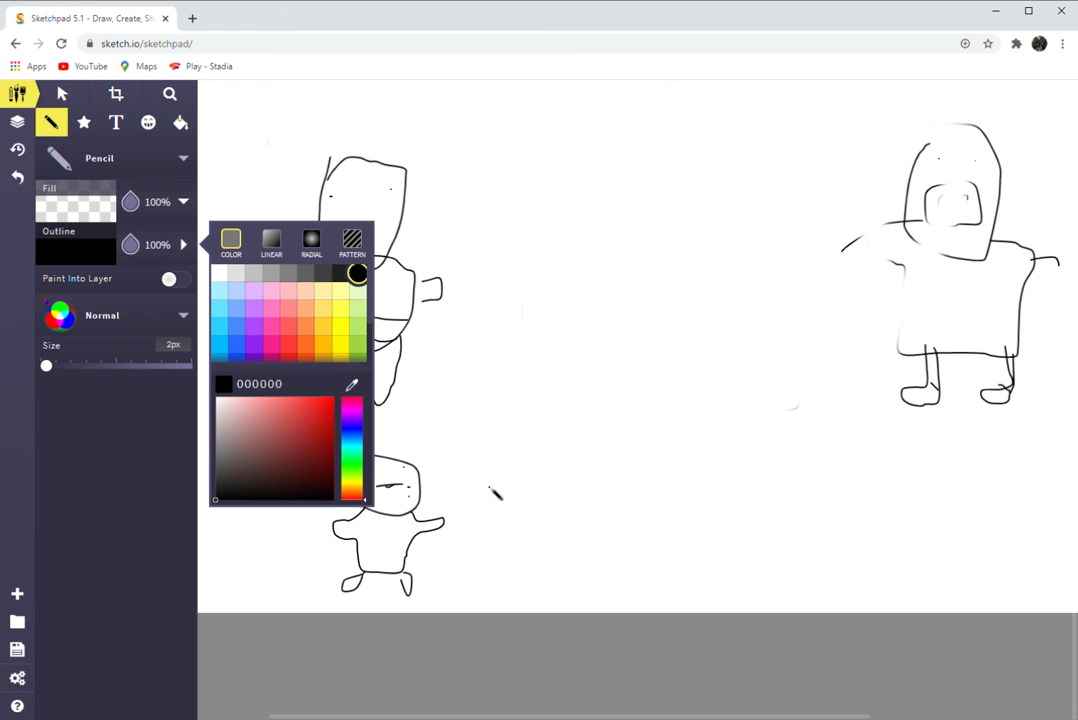 Sketchpad 5.1 - Draw, Create, Sh
sketch.io/sketchpad/
Apps YouTube Maps Play - Stadia
T
Pencil
Fill
100%
Outline
100%
COLOR LINEAR RADIAL PATTERN
Paint Into Layer
Normal
Size 2px
000000